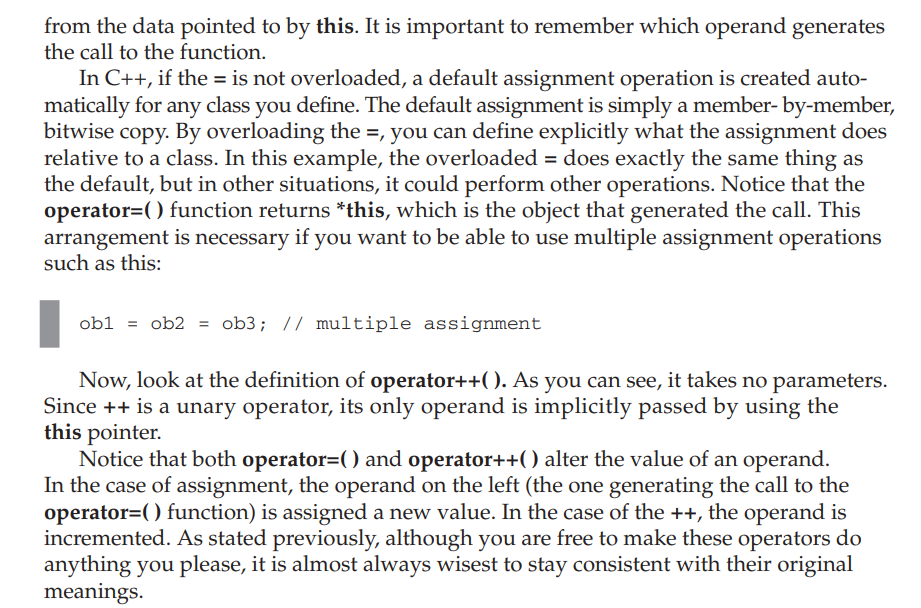 from the data pointed to by this. It is important to remember which operand generates
the call to the function.
In C++, if the = is not overloaded, a default assignment operation is created auto-
matically for any class you define. The default assignment is simply a member- by-member,
bitwise copy. By overloading the =, you can define explicitly what the assignment does
relative to a class. In this example, the overloaded = does exactly the same thing as
the default, but in other situations, it could perform other operations. Notice that the
operator=( ) function returns *this, which is the object that generated the call. This
arrangement is necessary if you want to be able to use multiple assignment operations
such as this:
ob1 = ob2 = ob3; // multiple assignment
Now, look at the definition of operator++( ). As you can see, it takes no parameters.
Since ++ is a unary operator, its only operand is implicitly passed by using the
this pointer.
Notice that both operator=( ) and operator++( ) alter the value of an operand.
In the case of assignment, the operand on the left (the one generating the call to the
operator=( ) function) is assigned a new value. In the case of the ++, the operand is
incremented. As stated previously, although you are free to make these operators do
anything you please, it is almost always wisest to stay consistent with their original
meanings.